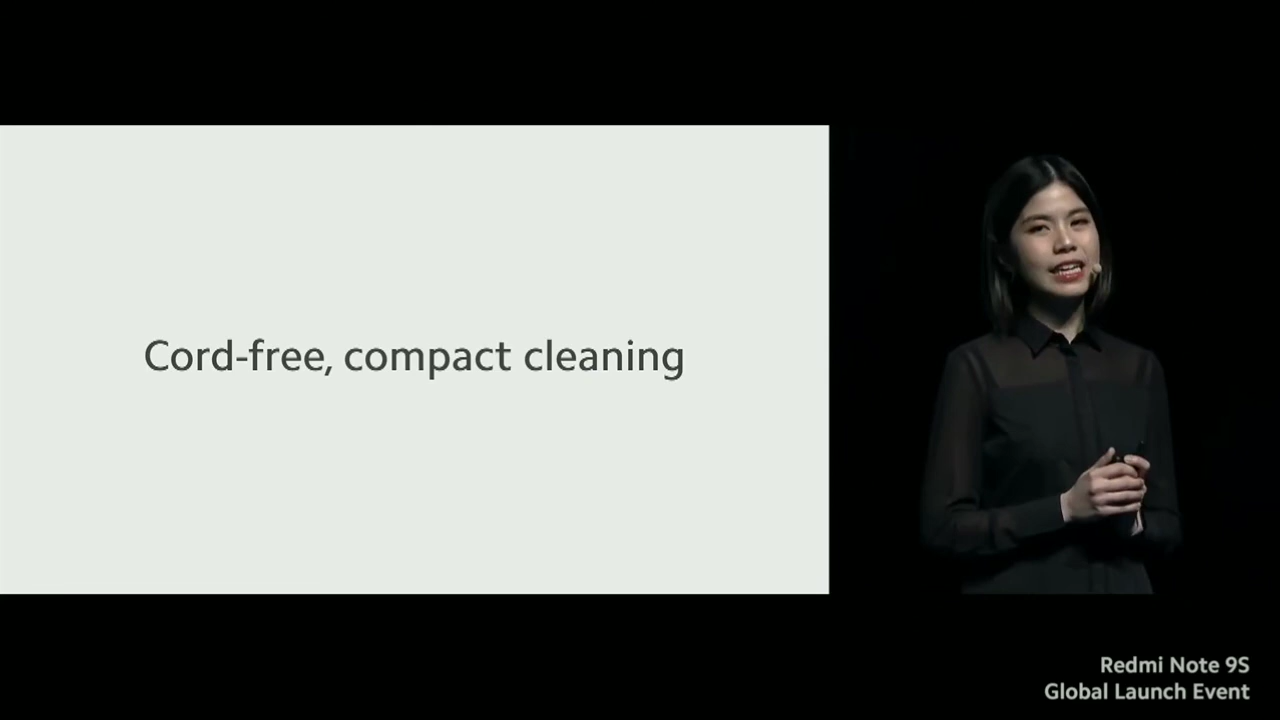 Cord-free, compact cleaning
Redmi Note 9S
Global Launch Event